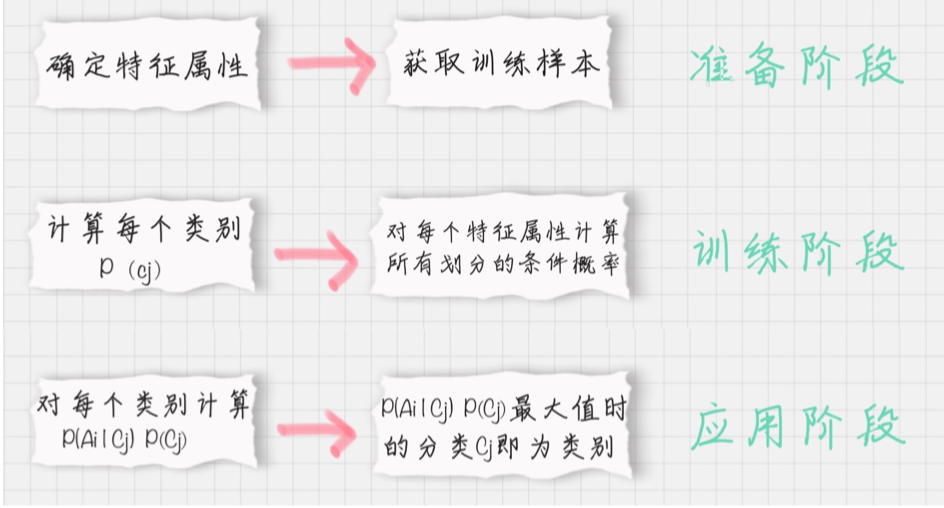 确定特征属性
获取训练样本
准备阶段
计算每个类别
P（cj）
对每个特征属性计算
所有划分的条件概率
训练阶段
对每个类别计算
P(Ai|Cj) P(Cj)
P(Ai|Cj) P(Cj)最大值时
的分类Cj即为类别
应用阶段